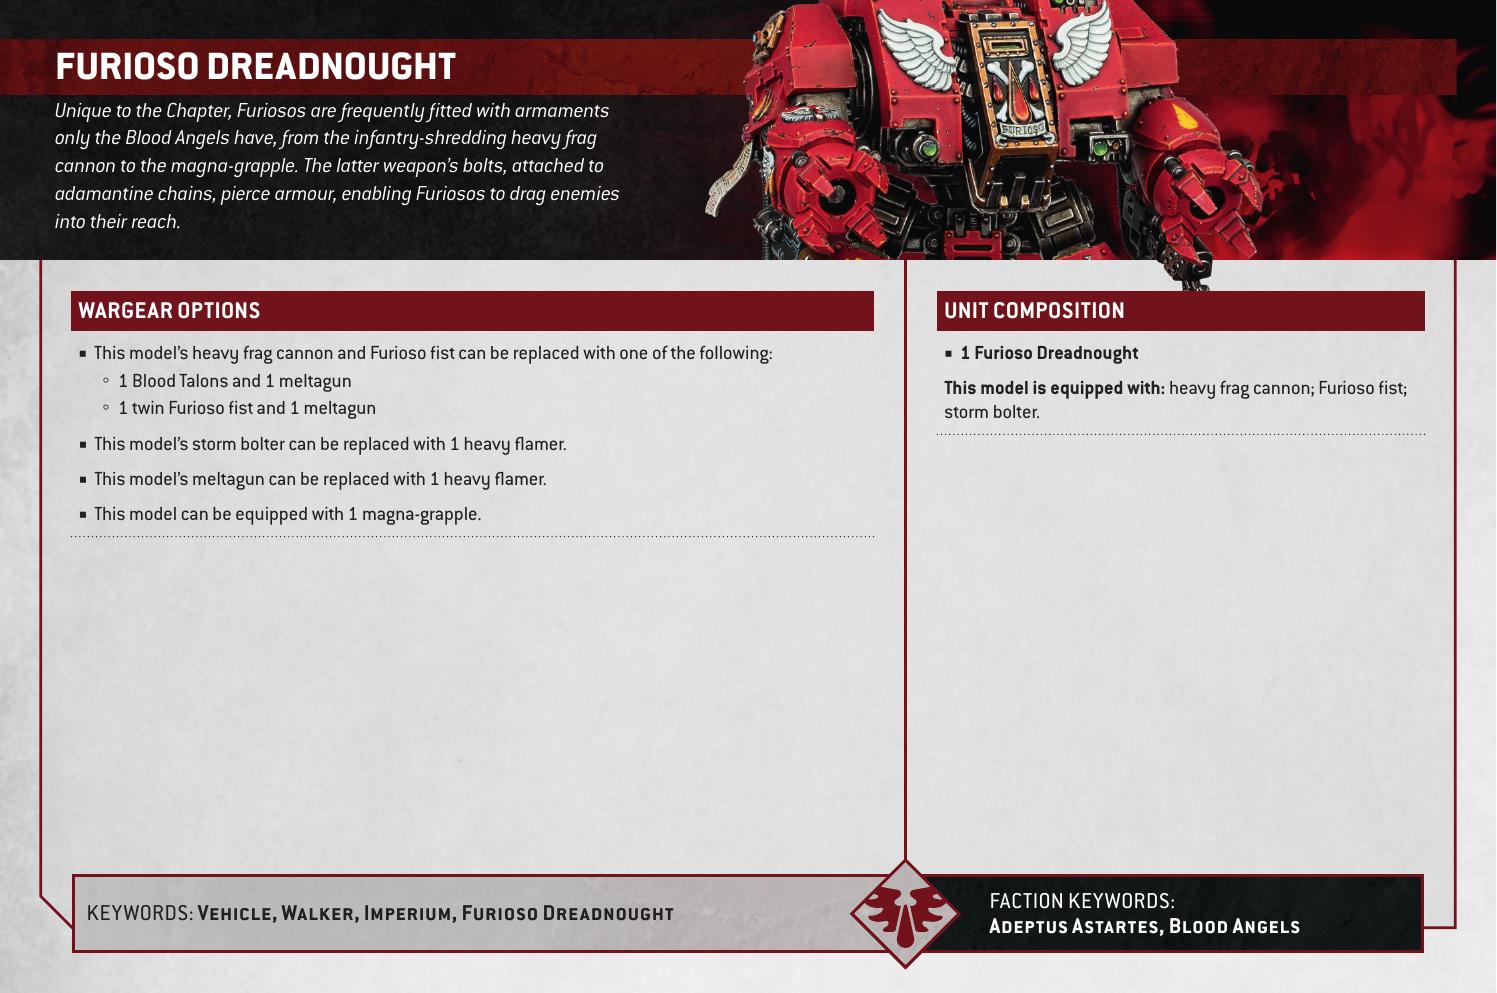 FURIOSO DREADNOUGHT
Unique to the Chapter, Furiosos are frequently fitted with armaments
only the Blood Angels have, from the infantry-shredding heavy frag
cannon to the magna-grapple. The latter weapon's bolts, attached to
adamantine chains, pierce armour, enabling Furiosos to drag enemies
into their reach.
FURIOSO
WARGEAR OPTIONS
■ This model's heavy frag cannon and Furioso fist can be replaced with one of the following:
◦ 1 Blood Talons and 1 meltagun
◦ 1 twin Furioso fist and 1 meltagun
■ This model's storm bolter can be replaced with 1 heavy flamer.
■ This model's meltagun can be replaced with 1 heavy flamer.
■ This model can be equipped with 1 magna-grapple.
UNIT COMPOSITION
■ 1 Furioso Dreadnought
This model is equipped with: heavy frag cannon; Furioso fist;
storm bolter.
KEYWORDS: Vehicle, Walker, Imperium, Furioso Dreadnought
FACTION KEYWORDS:
Adeptus Astartes, Blood Angels